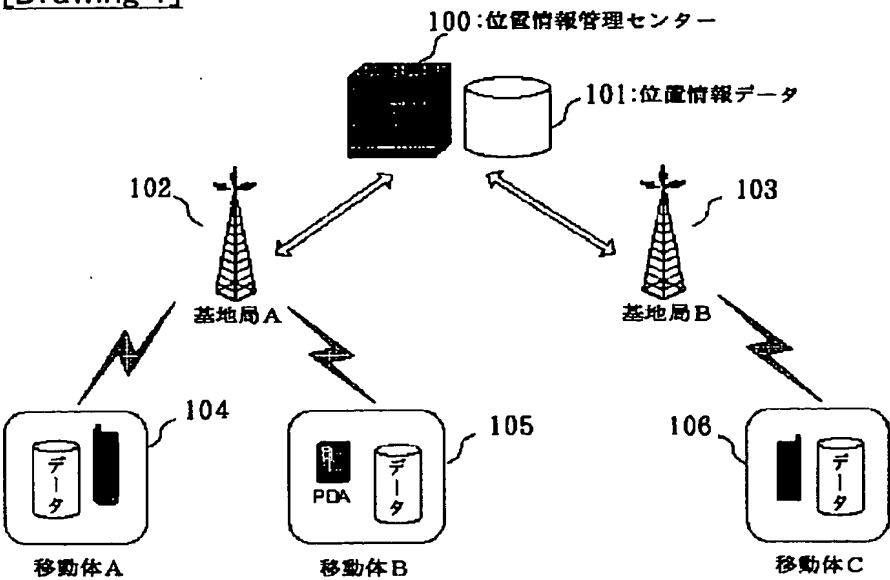 [Drawing 1]
100:位置情報管理センター
101:位置情報データ
102
103
基地局A
基地局B
104
105
106
データ
PDA
データ
データ
移動体A
移動体B
移動体C